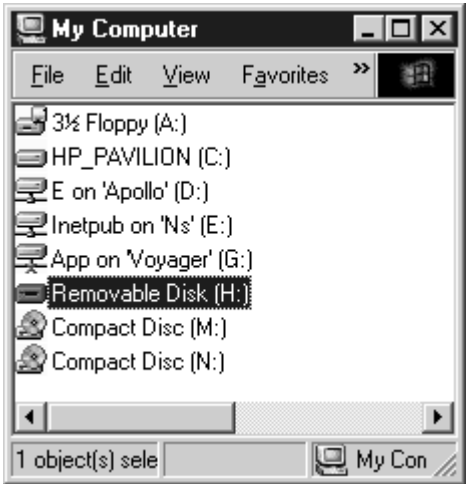 My Computer
File Edit View Favorites »
3½ Floppy (A:)
HP_PAVILION (C:)
E on 'Apollo' (D:)
Inetpub on 'Ns' (E:)
App on 'Voyager' (G:)
Removable Disk (H:)
Compact Disc (M:)
Compact Disc (N:)
1 object(s) sele My Con